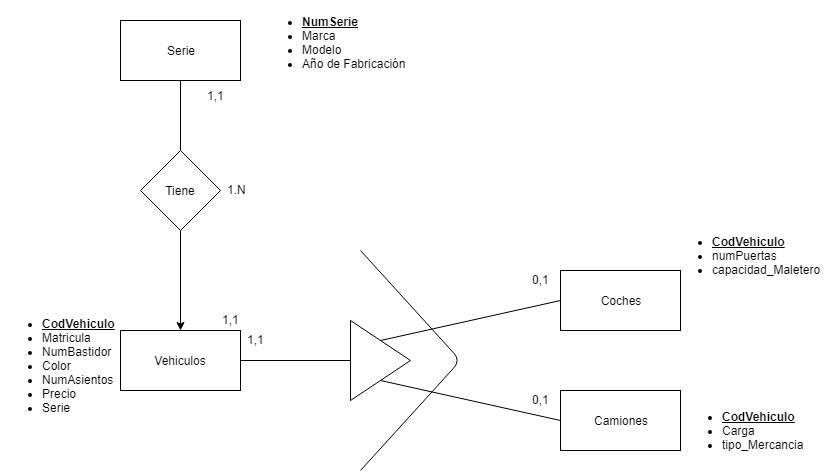 Serie
NumSerie
Marca
Modelo
Año de Fabricación
1,1
Tiene
1.N
CodVehiculo
numPuertas
capacidad_Maletero
0,1
Coches
1,1
CodVehiculo
Matricula
NumBastidor
Color
NumAsientos
Precio
Serie
Vehiculos
1,1
0,1
Camiones
CodVehiculo
Carga
tipo_Mercancia